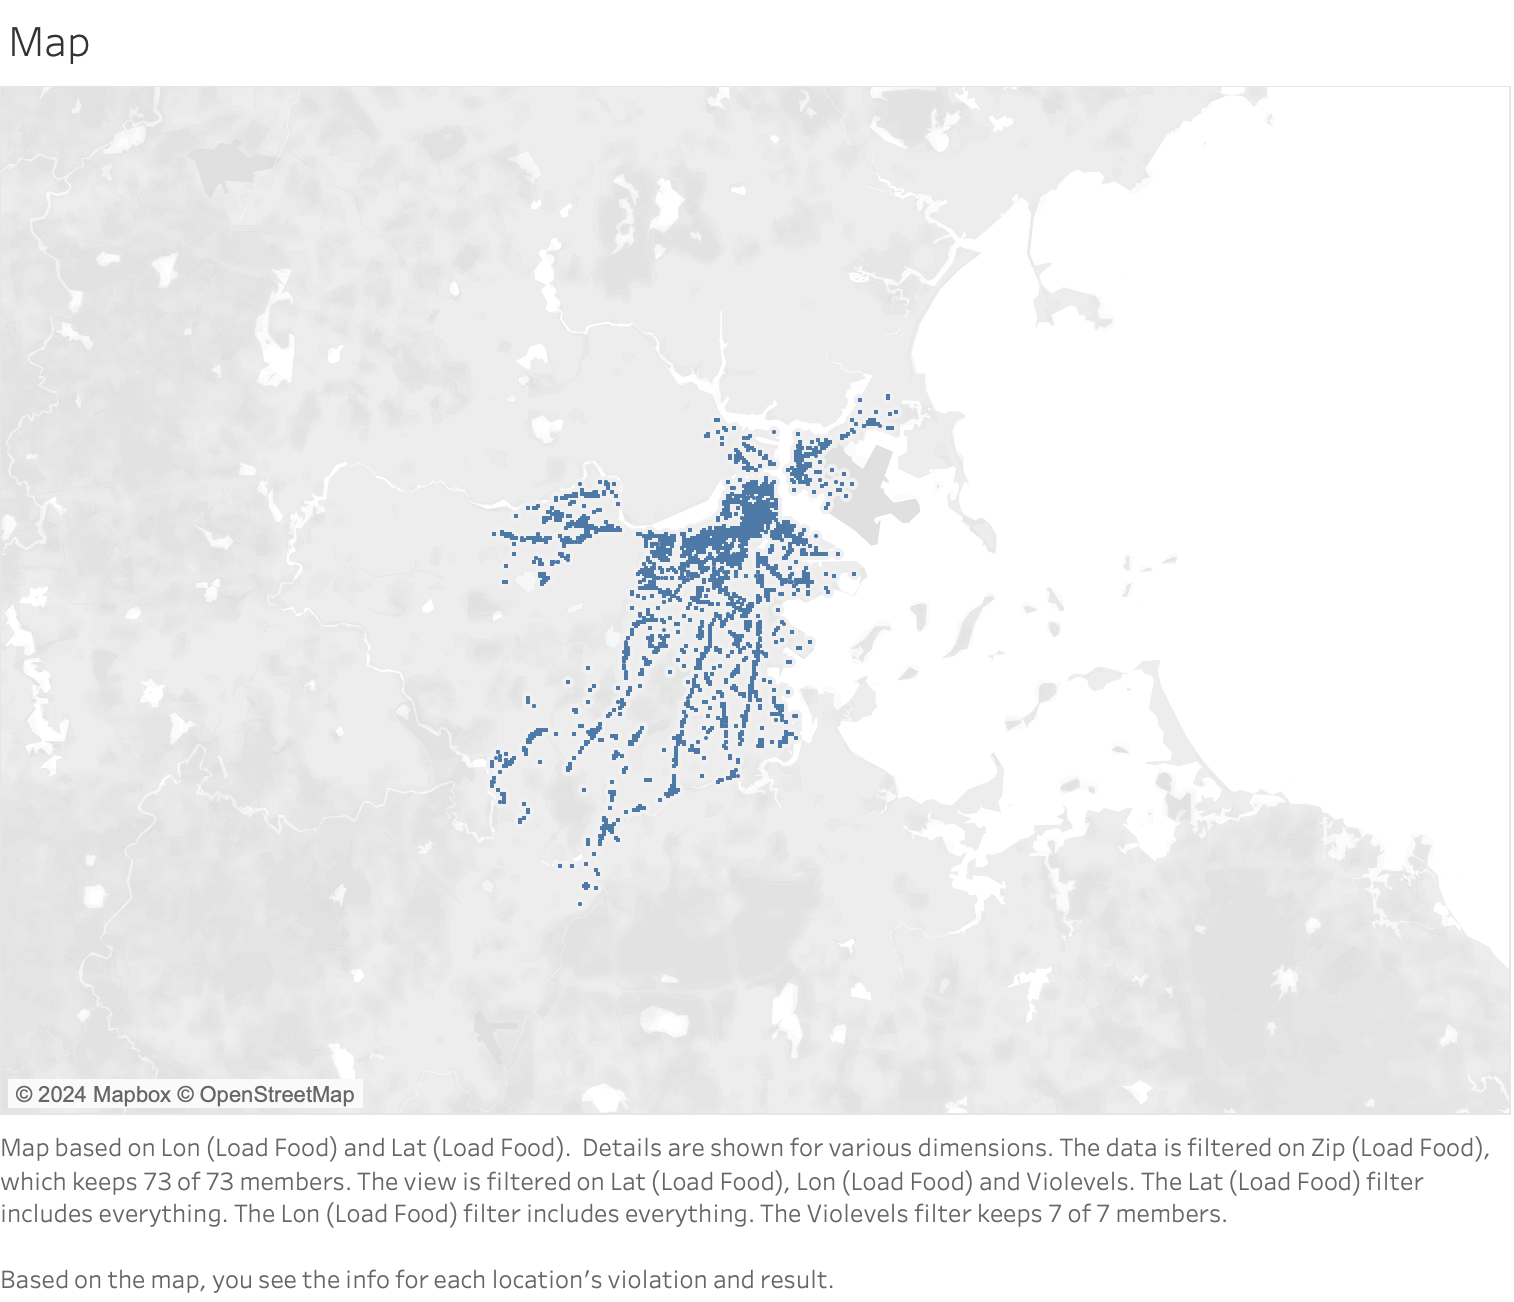 Map
© 2024 Mapbox © OpenStreetMap
Map based on Lon (Load Food) and Lat (Load Food).  Details are shown for various dimensions. The data is filtered on Zip (Load Food),
which keeps 73 of 73 members. The view is filtered on Lat (Load Food), Lon (Load Food) and Violevels. The Lat (Load Food) filter
includes everything. The Lon (Load Food) filter includes everything. The Violevels filter keeps 7 of 7 members.
Based on the map, you see the info for each location’s violation and result.